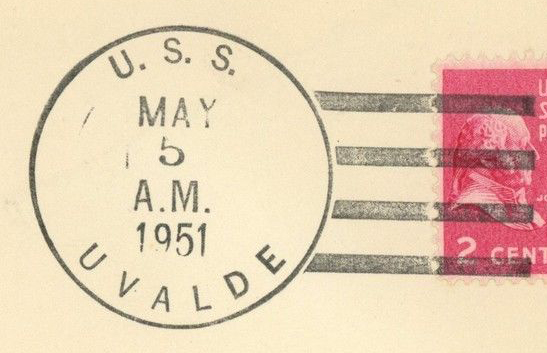 U. S. S.
MAY
5
A.M.
1951
UVALDE
2 CENT